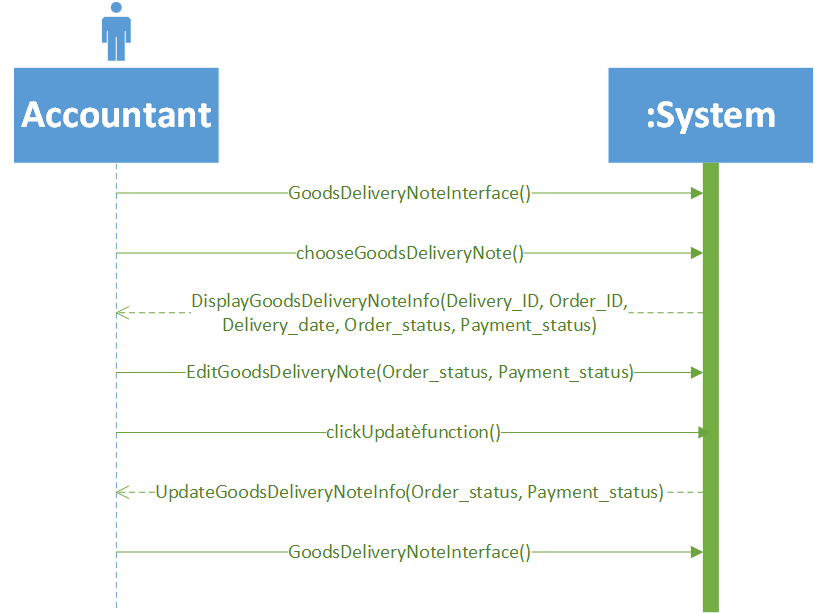 Accountant
:System
GoodsDeliveryNoteInterface()
chooseGoodsDeliveryNote()
DisplayGoodsDeliveryNoteInfo(Delivery_ID, Order_ID,
Delivery_date, Order_status, Payment_status)
EditGoodsDeliveryNote(Order_status, Payment_status)
clickUpdatèfunction()
UpdateGoodsDeliveryNoteInfo(Order_status, Payment_status)
GoodsDeliveryNoteInterface()